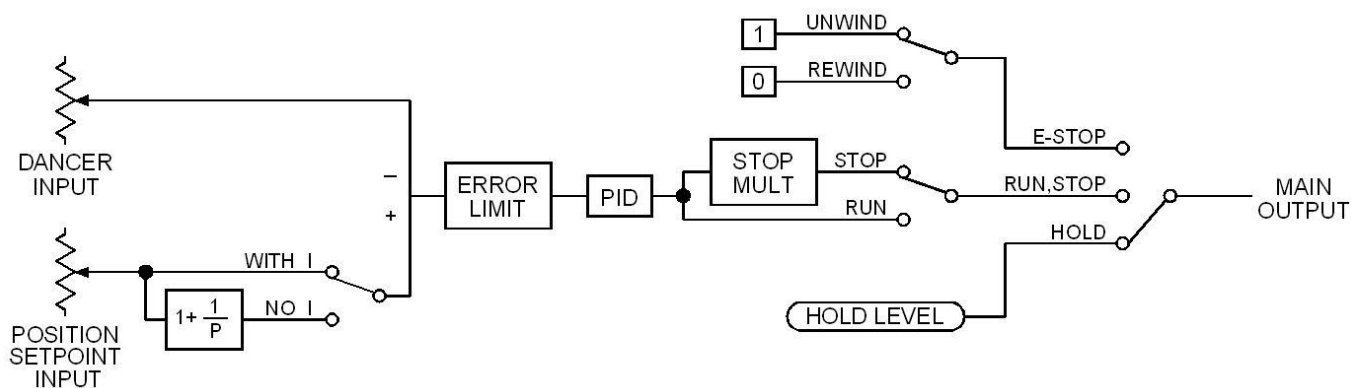 1
UNWIND
0
REWIND
DANCER
INPUT
E-STOP
–
+
ERROR
LIMIT
PID
STOP
MULT
STOP
RUN
RUN,STOP
MAIN
OUTPUT
HOLD
WITH I
1+ 1/P
NO I
HOLD LEVEL
POSITION
SETPOINT
INPUT